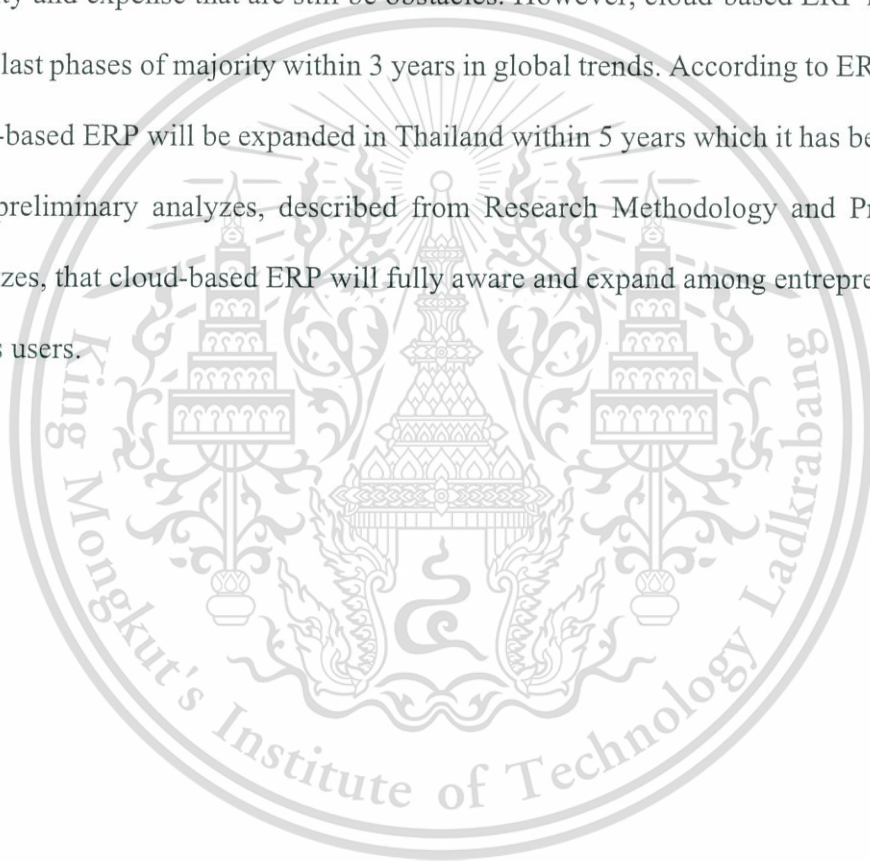 ty and expense that are still be obstacles. However, cloud-based ERP
last phases of majority within 3 years in global trends. According to ER
-based ERP will be expanded in Thailand within 5 years which it has be
preliminary analyzes, described from Research Methodology and Pr
zes, that cloud-based ERP will fully aware and expand among entrepre
s users.
King Mongkut's Institute of Technology Ladkrabang